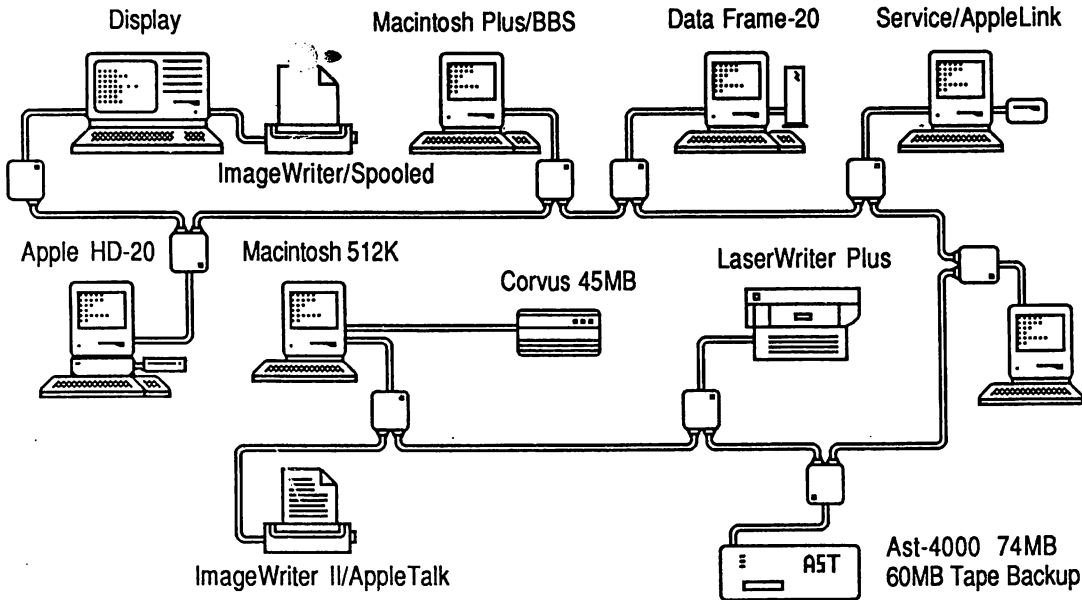 Display
Macintosh Plus/BBS
Data Frame-20
Service/AppleLink
ImageWriter/Spooled
Apple HD-20
Macintosh 512K
Corvus 45MB
LaserWriter Plus
ImageWriter II/AppleTalk
AST
Ast-4000 74MB
60MB Tape Backup